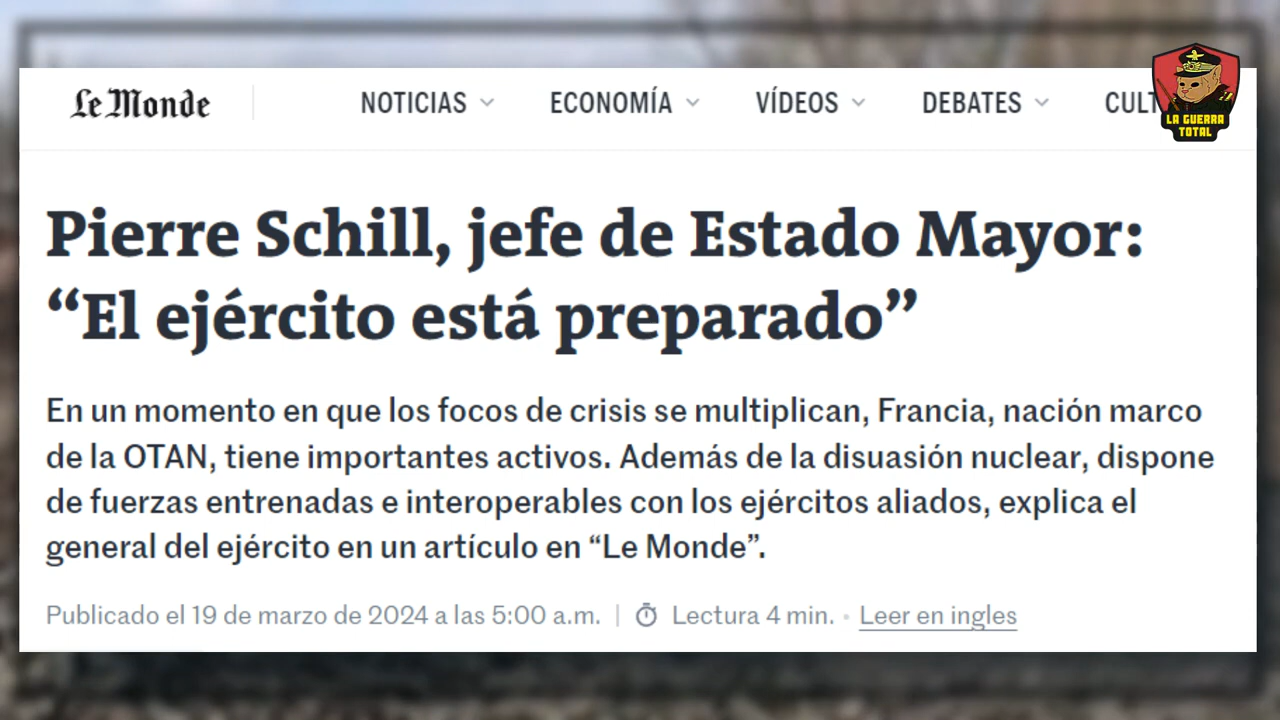 Le Monde
NOTICIAS
ECONOMÍA
VÍDEOS
DEBATES
CULT
LA GUERRA
TOTAL
Pierre Schill, jefe de Estado Mayor:
“El ejército está preparado”
En un momento en que los focos de crisis se multiplican, Francia, nación marco
de la OTAN, tiene importantes activos. Además de la disuasión nuclear, dispone
de fuerzas entrenadas e interoperables con los ejércitos aliados, explica el
general del ejército en un artículo en “Le Monde”.
Publicado el 19 de marzo de 2024 a las 5:00 a.m. | Lectura 4 min. • Leer en ingles